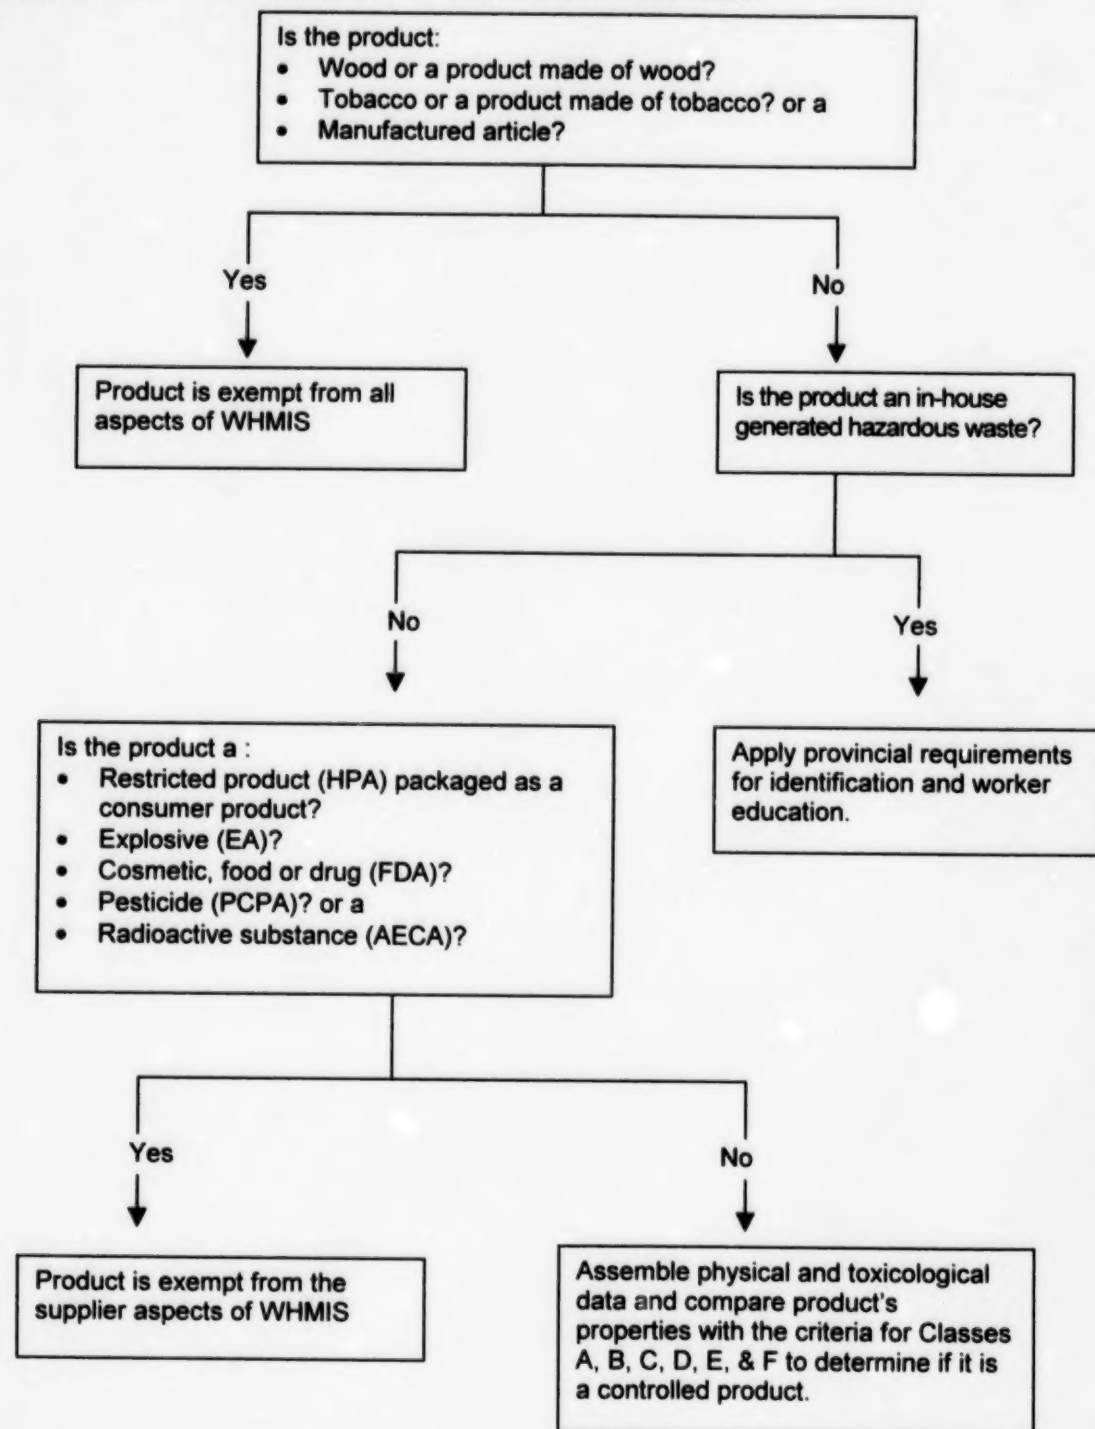 Is the product:
• Wood or a product made of wood?
• Tobacco or a product made of tobacco? or a
• Manufactured article?
Yes
No
Product is exempt from all
aspects of WHMIS
Is the product an in-house
generated hazardous waste?
No
Yes
Is the product a :
• Restricted product (HPA) packaged as a
consumer product?
• Explosive (EA)?
• Cosmetic, food or drug (FDA)?
• Pesticide (PCPA)? or a
• Radioactive substance (AECA)?
Apply provincial requirements
for identification and worker
education.
Yes
No
Product is exempt from the
supplier aspects of WHMIS
Assemble physical and toxicological
data and compare product's
properties with the criteria for Classes
A, B, C, D, E, & F to determine if it is
a controlled product.